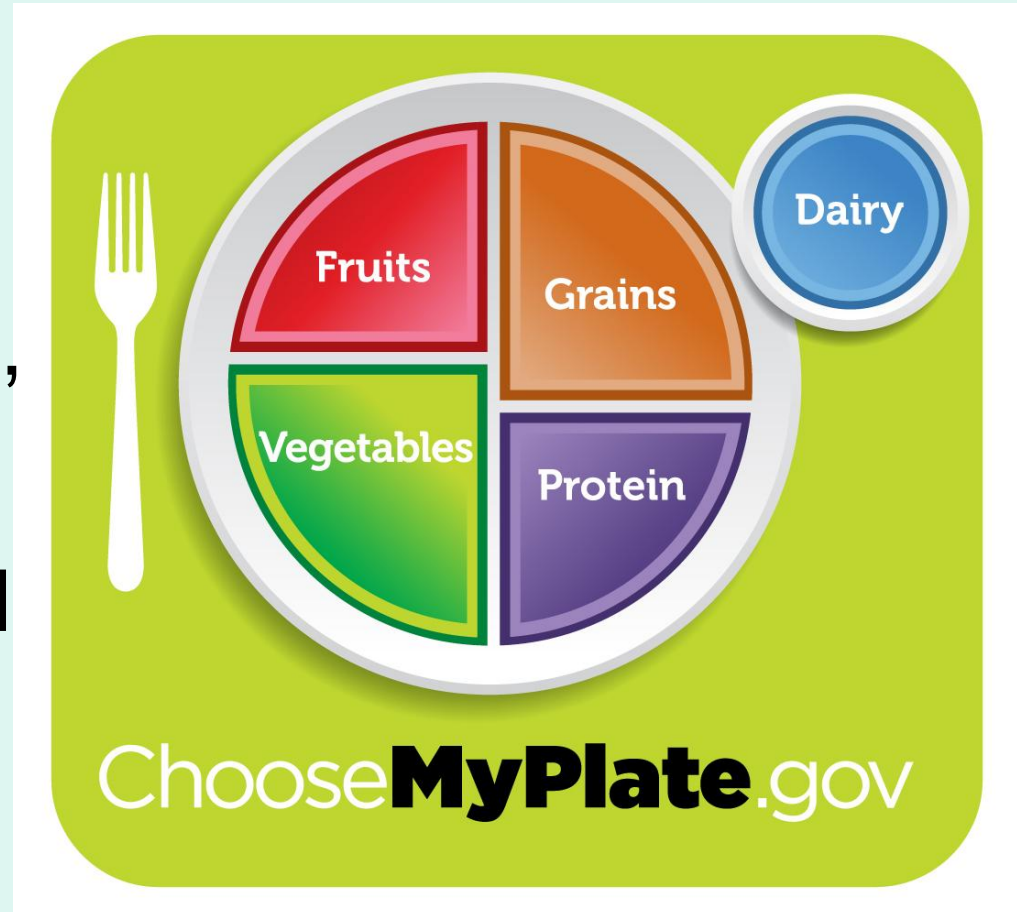 Dairy
Fruits
Grains
,
Vegetables
Protein
ChooseMyPlate.gov